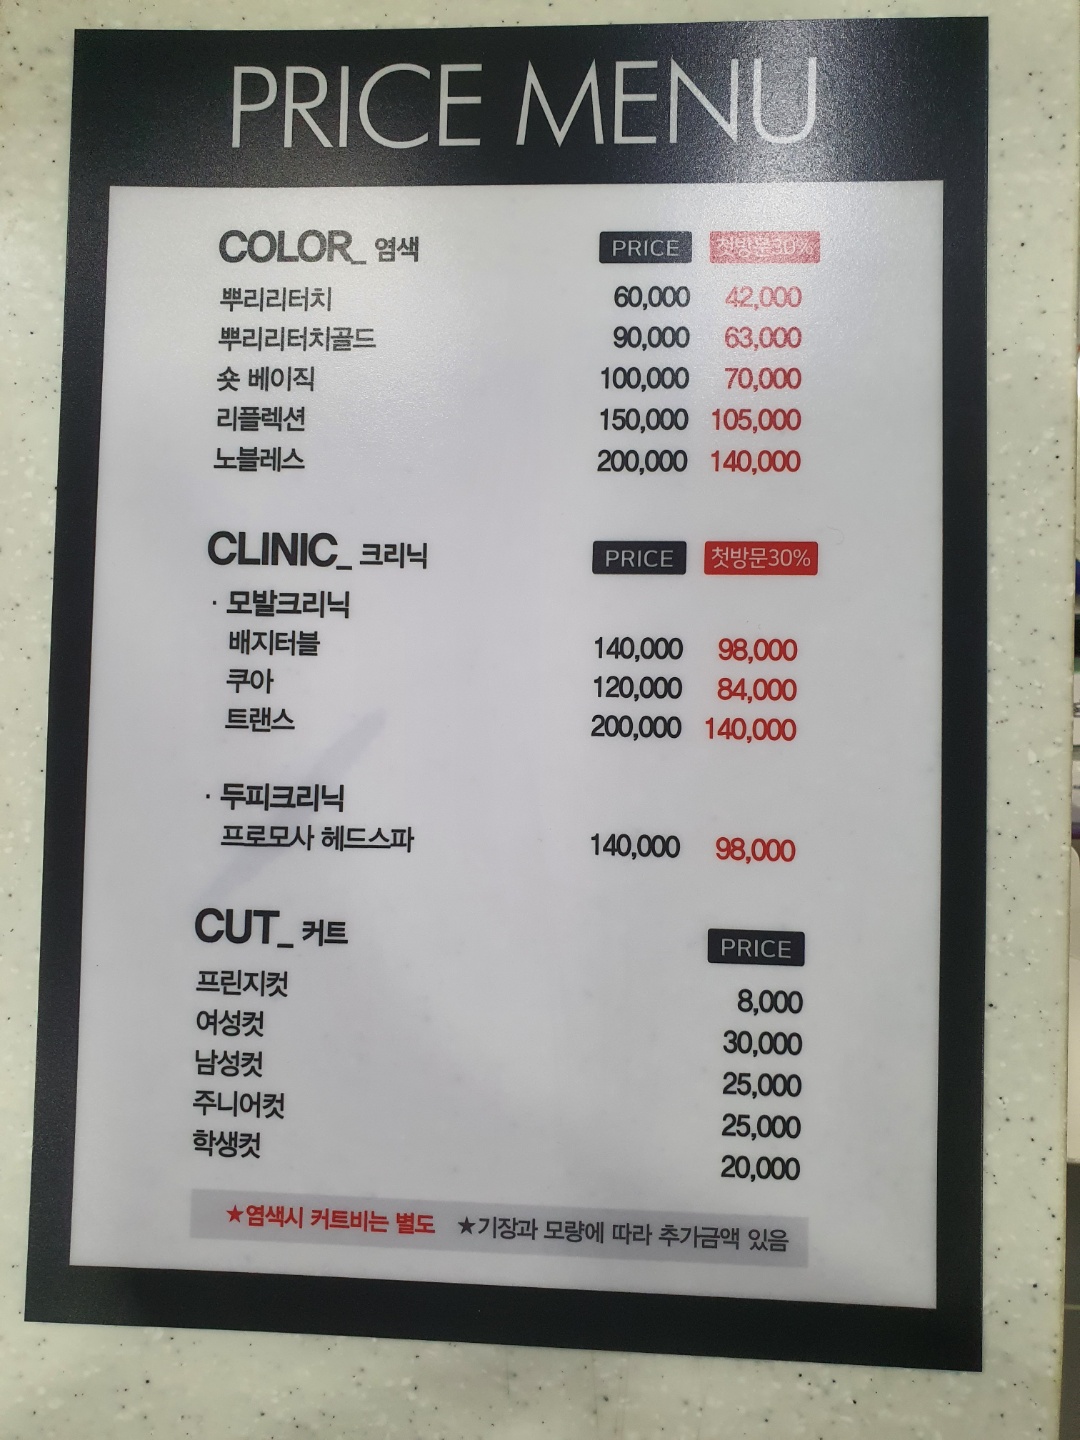 PRICE MENU
COLOR_ 염색 PRICE 첫방문30%
뿌리리터치 60,000 42,000
뿌리리터치골드 90,000 63,000
숏 베이직 100,000 70,000
리플렉션 150,000 105,000
노블레스 200,000 140,000
CLINIC_ 크리닉 PRICE 첫방문30%
· 모발크리닉
배지터블 140,000 98,000
쿠아 120,000 84,000
트랜스 200,000 140,000
· 두피크리닉
프로모사 헤드스파 140,000 98,000
CUT_ 커트 PRICE
프린지컷 8,000
여성컷 30,000
남성컷 25,000
주니어컷 25,000
학생컷 20,000
★염색시 커트비는 별도 ★기장과 모량에 따라 추가금액 있음